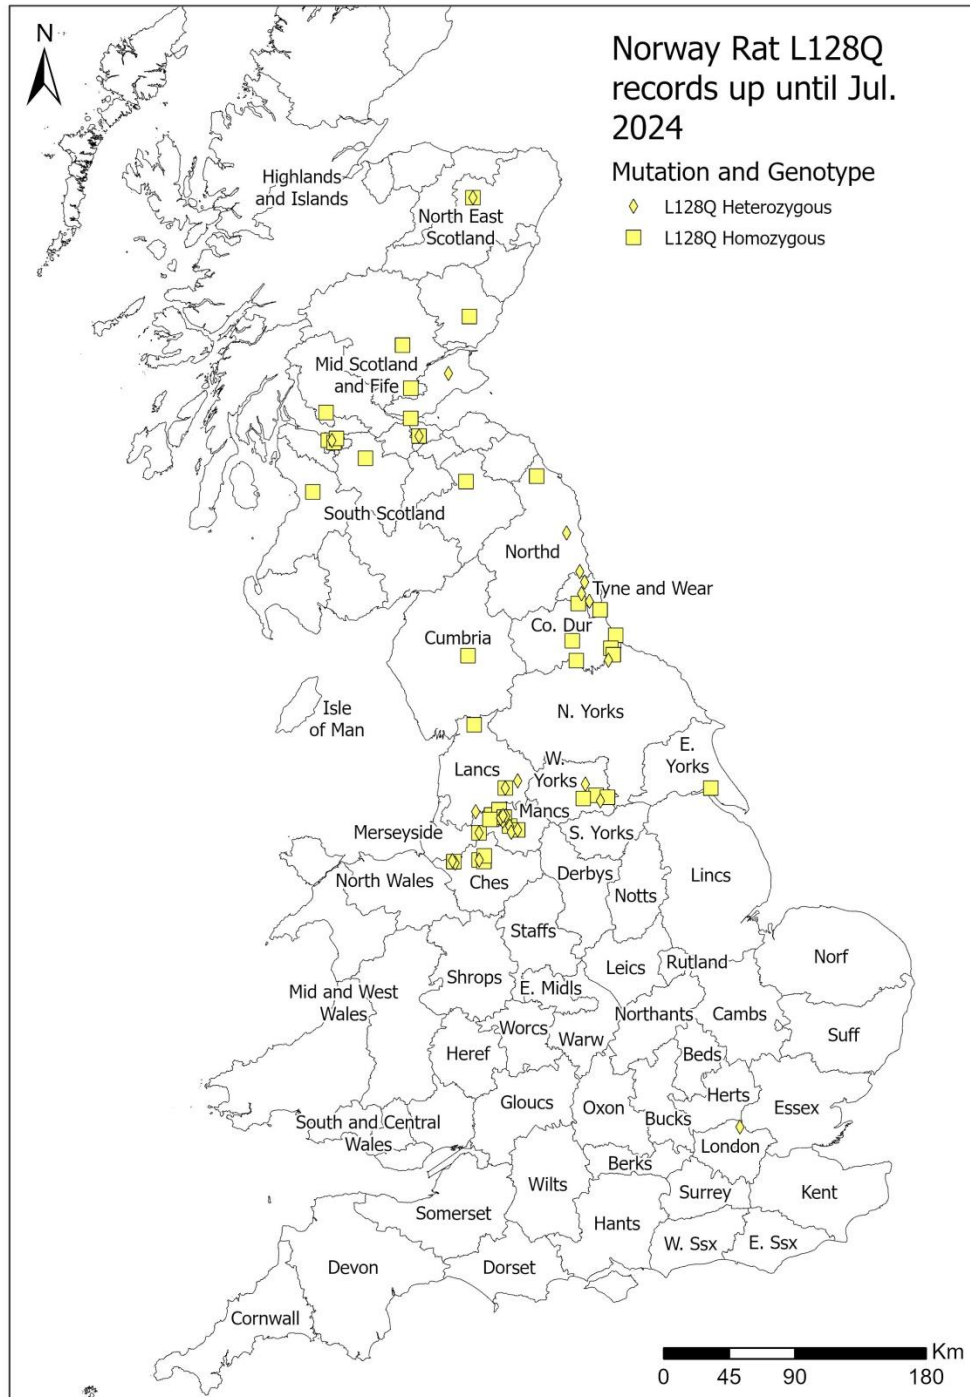 N
Norway Rat L128Q
records up until Jul.
2024
Mutation and Genotype
L128Q Heterozygous
L128Q Homozygous
Highlands
and Islands
North East
Scotland
Mid Scotland
and Fife
South Scotland
Northd
Tyne and Wear
Co. Dur
Cumbria
Isle
of Man
N. Yorks
E.
Yorks
W.
Yorks
Lancs
Mancs
Merseyside
S. Yorks
North Wales
Ches
Derbys
Notts
Lincs
Staffs
Rutland
Norf
Leics
Shrops
E. Midls
Mid and West
Wales
Northants
Cambs
Worcs
Warw
Suff
Heref
Beds
Herts
Essex
Gloucs
Oxon
Bucks
South and Central
Wales
London
Berks
Wilts
Surrey
Kent
Somerset
Hants
W. Ssx
E. Ssx
Devon
Dorset
Cornwall
Km
0 45 90 180